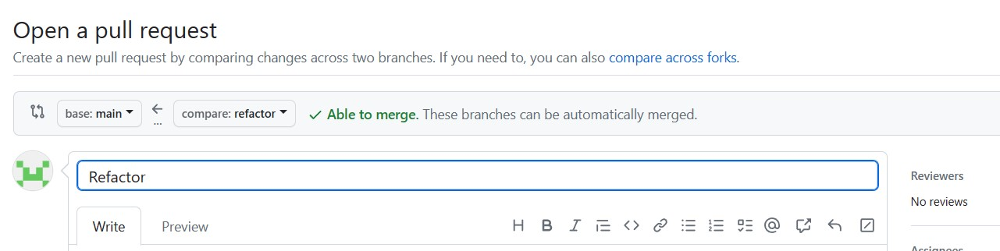 Open a pull request
Create a new pull request by comparing changes across two branches. If you need to, you can also compare across forks.
base: main
...
compare: refactor
Able to merge. These branches can be automatically merged.
Refactor
Reviewers
No reviews
Write
Preview
Assignees